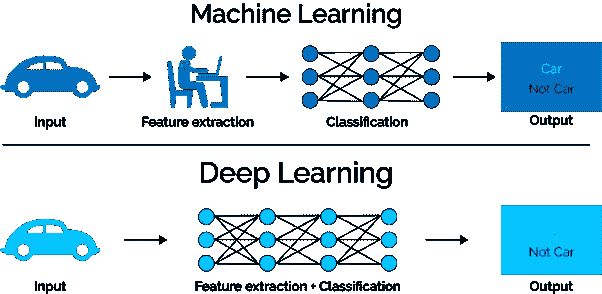 Machine Learning
Car
Not Car
Input
Feature extraction
Classification
Output
Deep Learning
Not Car
Input
Feature extraction + Classification
Output